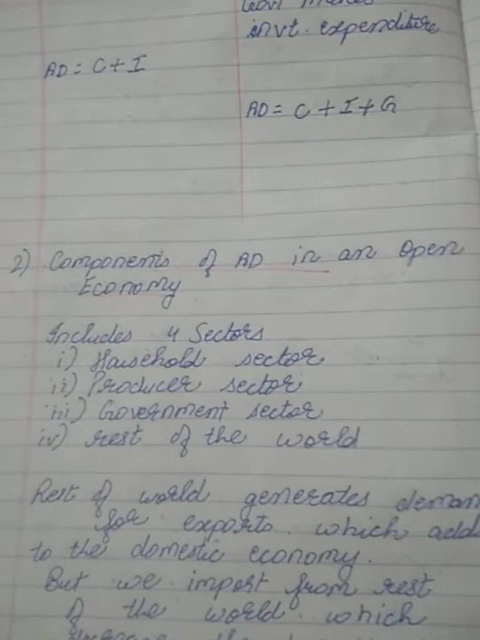 invt. expenditure
AD = C + I
AD = C + I + G
2) Components of AD in an Open
Economy
Includes 4 Sectors
i) Household sector
ii) Producer sector
iii) Government sector
iv) rest of the world
Rest of world generates deman
for exports which add
to the domestic economy.
But we import from rest
of the world which